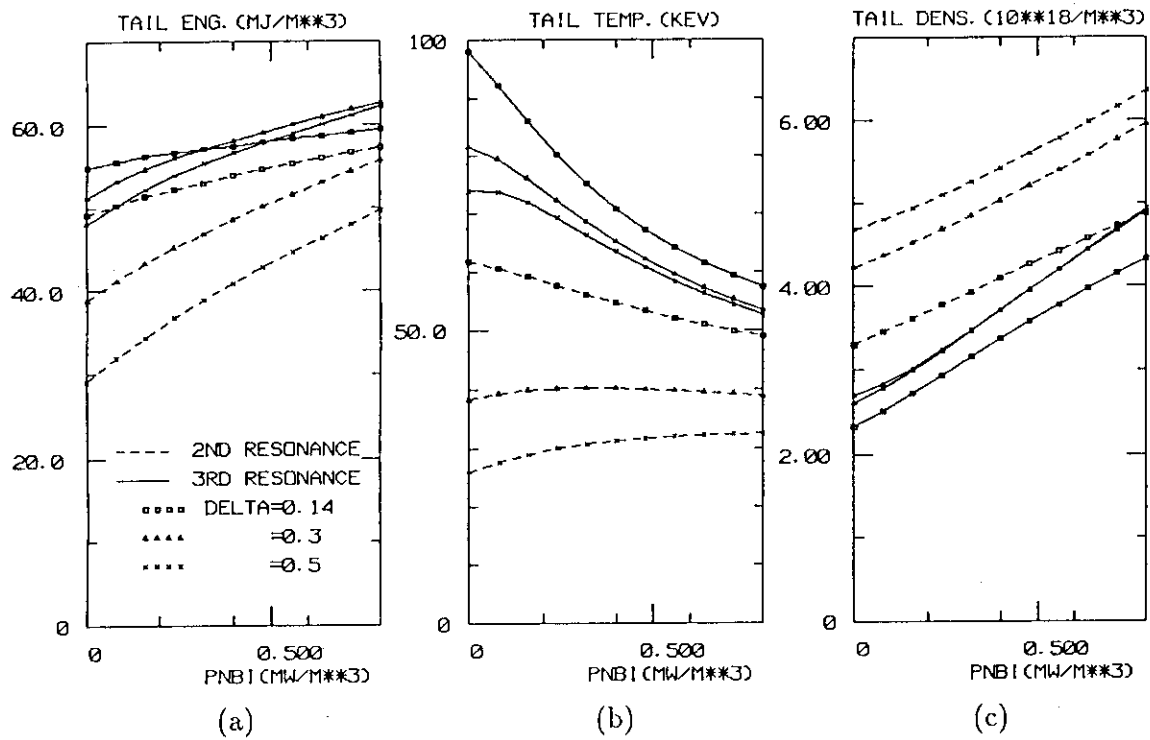 TAIL ENG.(MJ/M**3)
60.0
40.0
20.0
0
2ND RESONANCE
3RD RESONANCE
DELTA=0.14
=0.3
=0.5
0 0.500
PNBI(MW/M**3)
(a)
TAIL TEMP.(KEV)
100
50.0
0
0 0.500
PNBI(MW/M**3)
(b)
TAIL DENS.(10**18/M**3)
6.00
4.00
2.00
0
0 0.500
PNBI(MW/M**3)
(c)